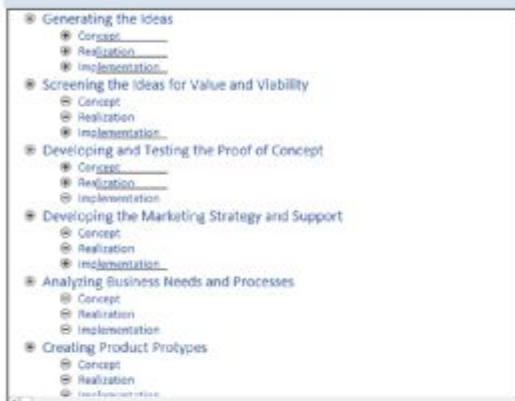 Generating the Ideas
Concept
Realization
Implementation
Screening the Ideas for Value and Viability
Concept
Realization
Implementation
Developing and Testing the Proof of Concept
Concept
Realization
Implementation
Developing the Marketing Strategy and Support
Concept
Realization
Implementation
Analyzing Business Needs and Processes
Concept
Realization
Implementation
Creating Product Protypes
Concept
Realization
Implementation